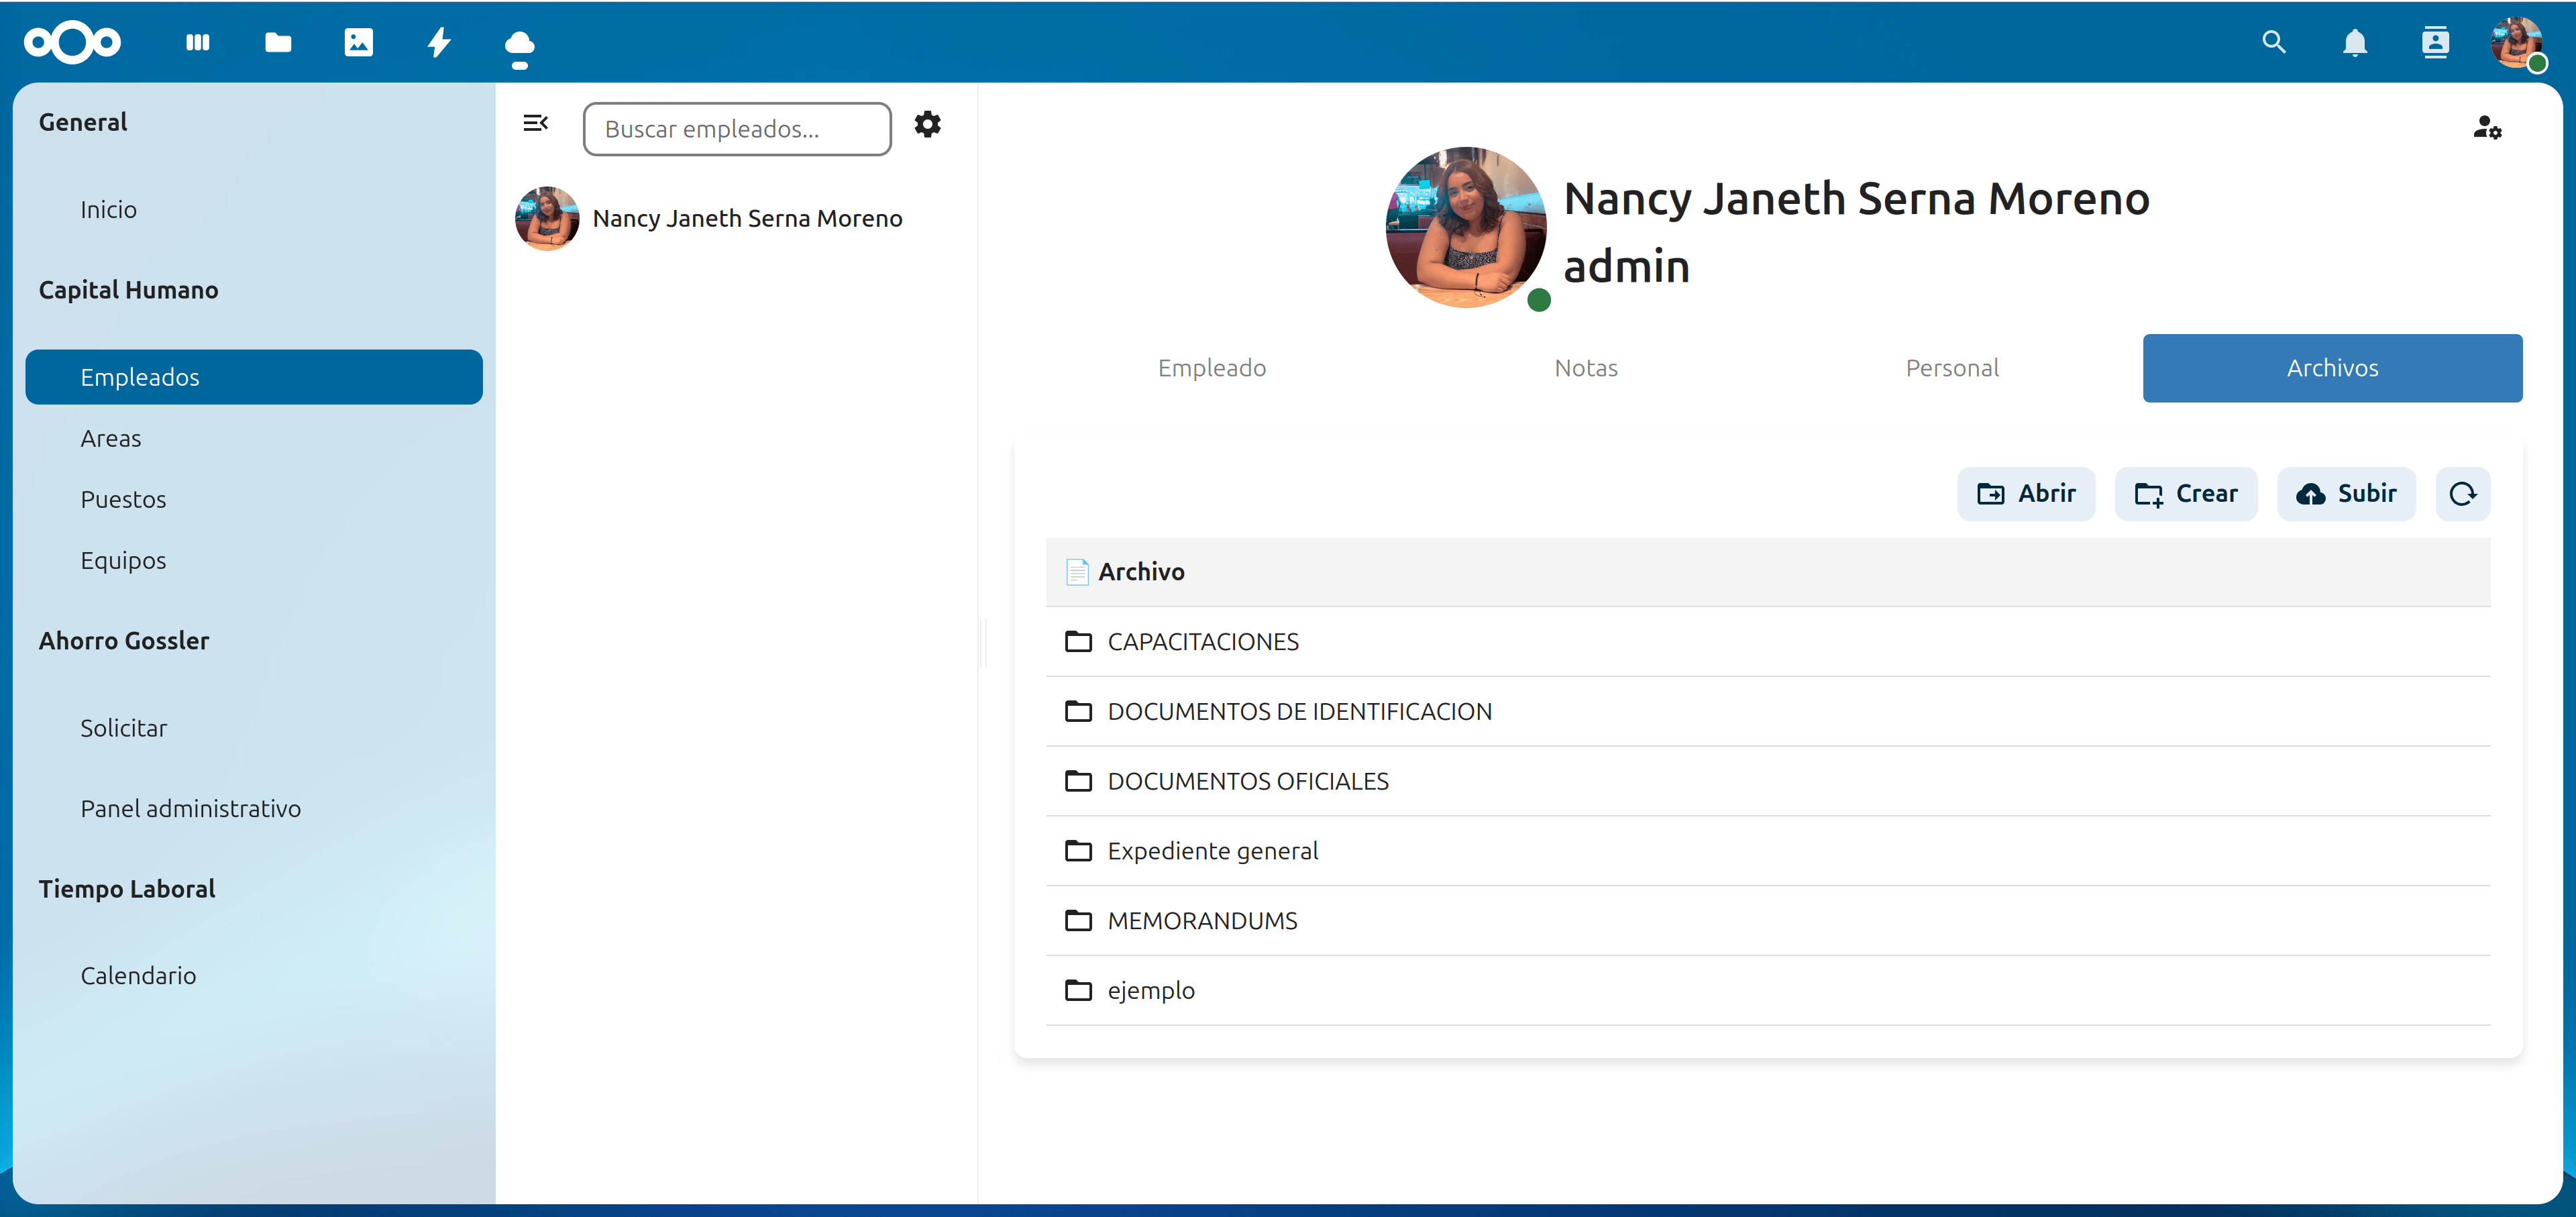 General
Inicio
Capital Humano
Empleados
Areas
Puestos
Equipos
Ahorro Gossler
Solicitar
Panel administrativo
Tiempo Laboral
Calendario
Buscar empleados...
Nancy Janeth Serna Moreno
Nancy Janeth Serna Moreno
admin
Empleado Notas Personal Archivos
Abrir Crear Subir
Archivo
CAPACITACIONES
DOCUMENTOS DE IDENTIFICACION
DOCUMENTOS OFICIALES
Expediente general
MEMORANDUMS
ejemplo